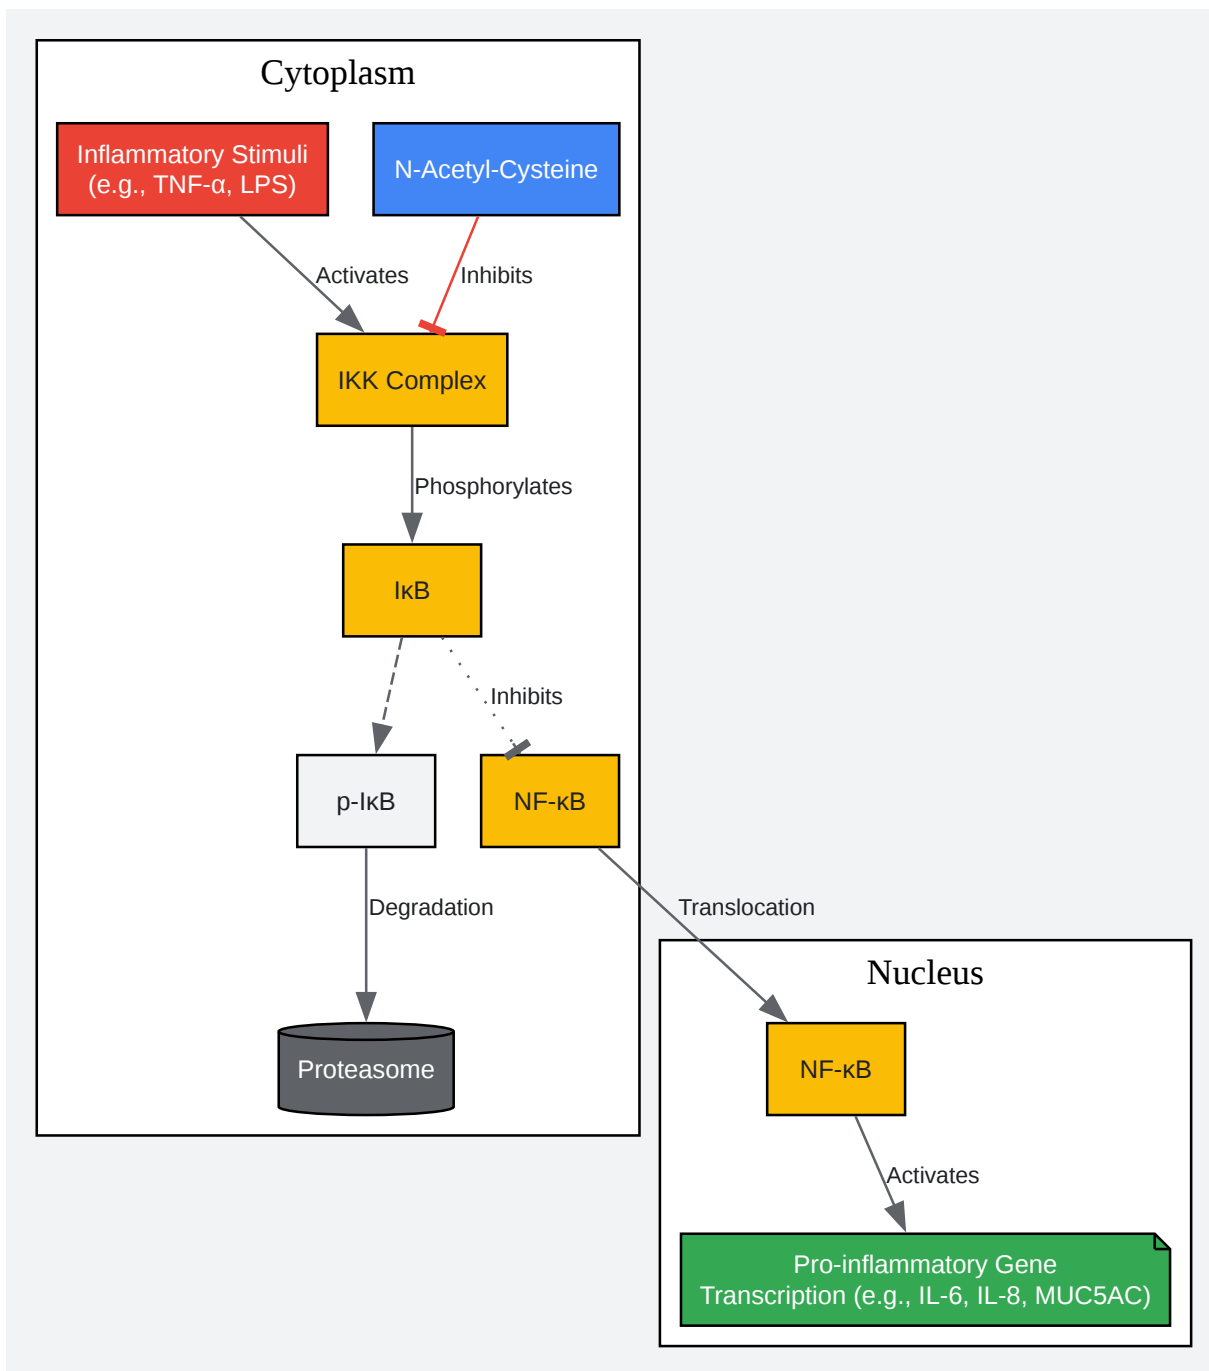 Cytoplasm
Inflammatory Stimuli
(e.g., TNF-α, LPS)
N-Acetyl-Cysteine
Activates
Inhibits
IKK Complex
Phosphorylates
IκB
Inhibits
p-IκB
NF-κB
Degradation
Translocation
Nucleus
Proteasome
NF-κB
Activates
Pro-inflammatory Gene
Transcription (e.g., IL-6, IL-8, MUC5AC)